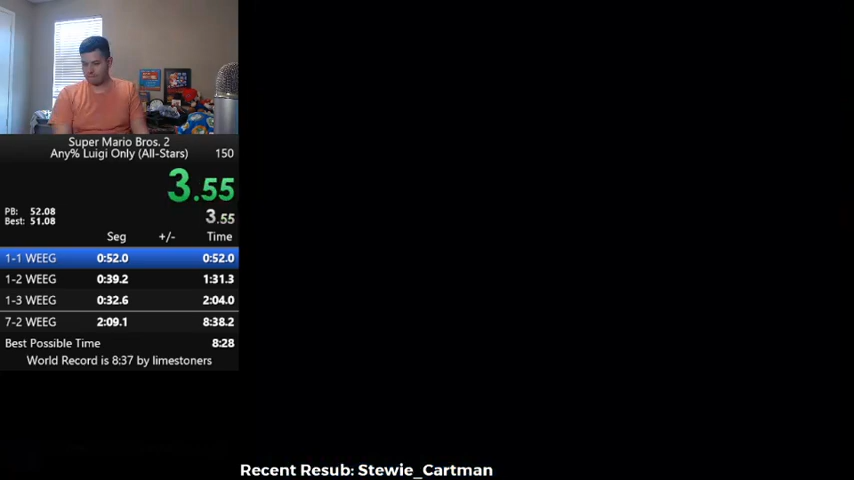 Super Mario Bros. 2
Any% Luigi Only (All-Stars) 150
3.55
PB: 52.08 3.55
Best: 51.08
Seg +/- Time
1-1 WEEG 0:52.0 0:52.0
1-2 WEEG 0:39.2 1:31.3
1-3 WEEG 0:32.6 2:04.0
7-2 WEEG 2:09.1 8:38.2
Best Possible Time 8:28
World Record is 8:37 by limestoners
Recent Resub: Stewie_Cartman